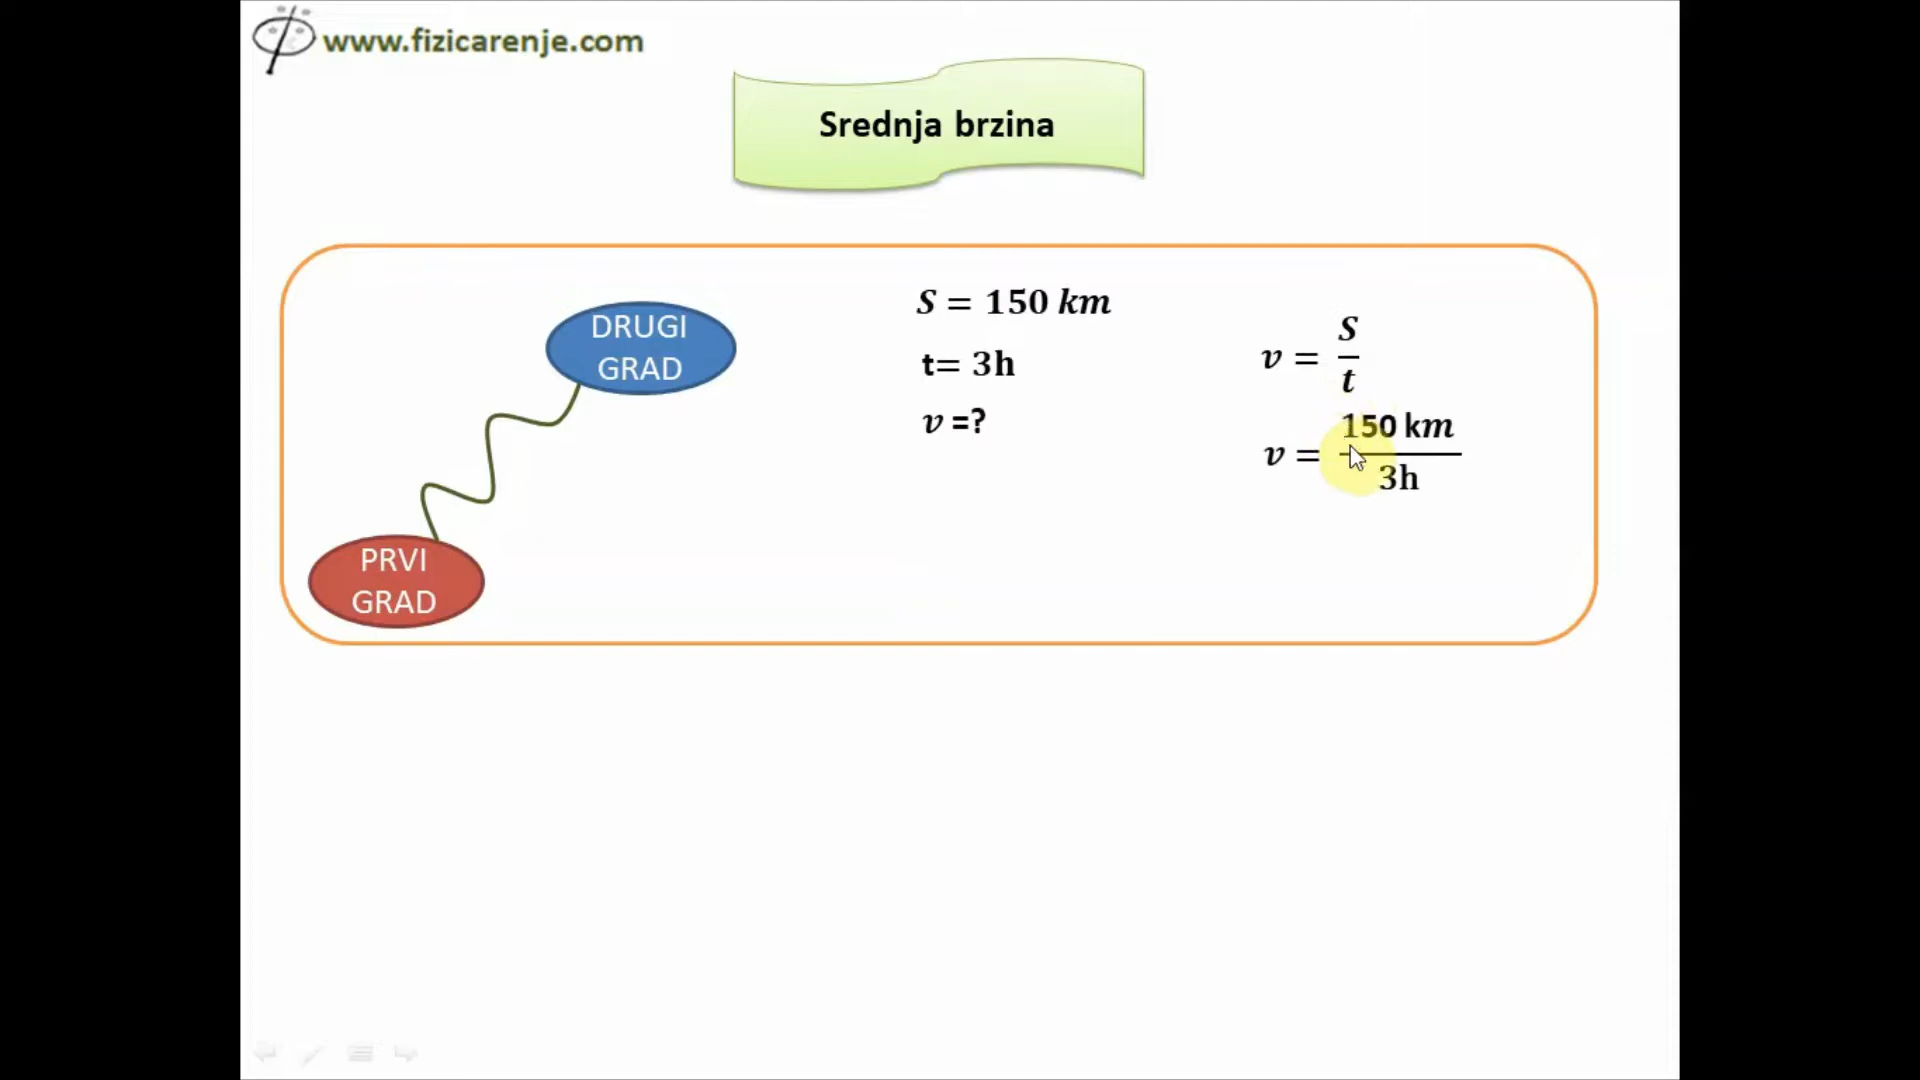 www.fizicarenje.com
Srednja brzina
DRUGI
GRAD
PRVI
GRAD
S = 150 km
t= 3h
v =?
v = S/t
v = 150 km/3h